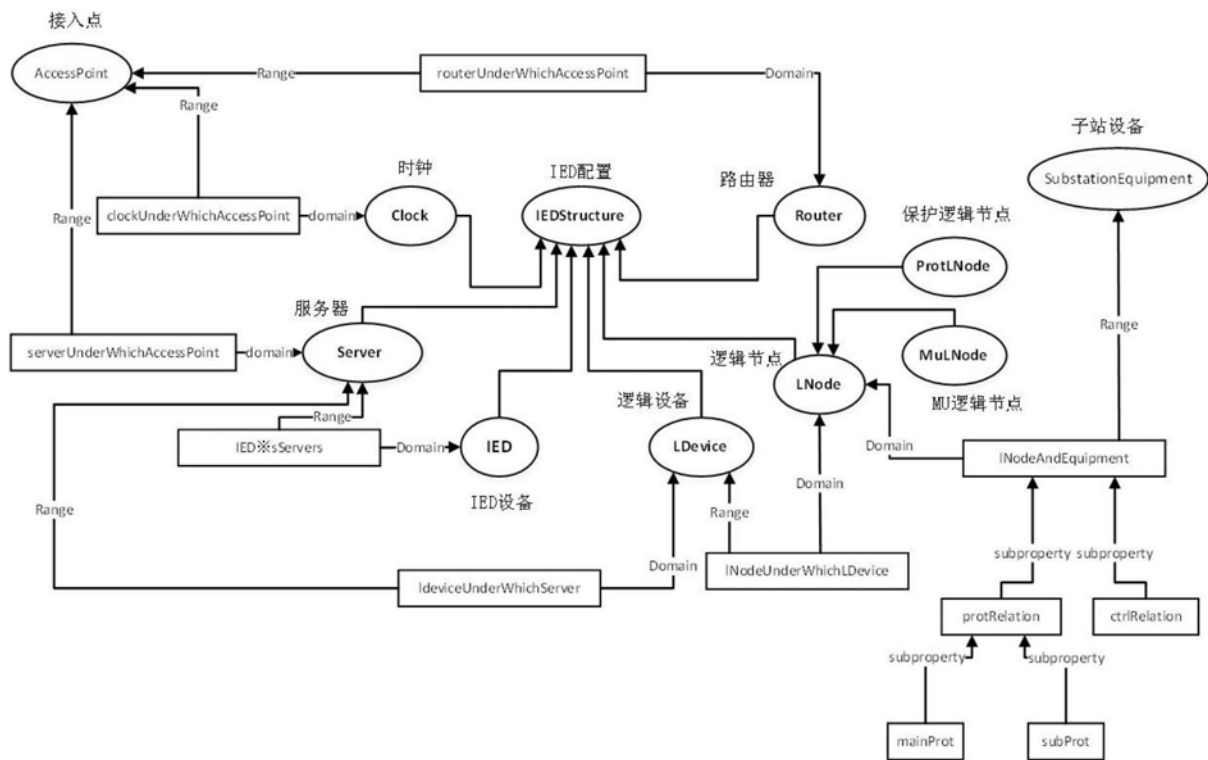 接入点
AccessPoint
Range
routerUnderWhichAccessPoint
Domain
Range
子站设备
SubstationEquipment
时钟
IED配置
路由器
Range
clockUnderWhichAccessPoint
domain
Clock
IEDStructure
Router
保护逻辑节点
ProtLNode
服务器
Range
serverUnderWhichAccessPoint
domain
Server
逻辑节点
LNode
MuLNode
MU逻辑节点
逻辑设备
Range
IED※sServers
Domain
IED
LDevice
Domain
lNodeAndEquipment
IED设备
Domain
Range
Range
subproperty
subproperty
Domain
lNodeUnderWhichLDevice
ldeviceUnderWhichServer
protRelation
ctrlRelation
subproperty
subproperty
mainProt
subProt